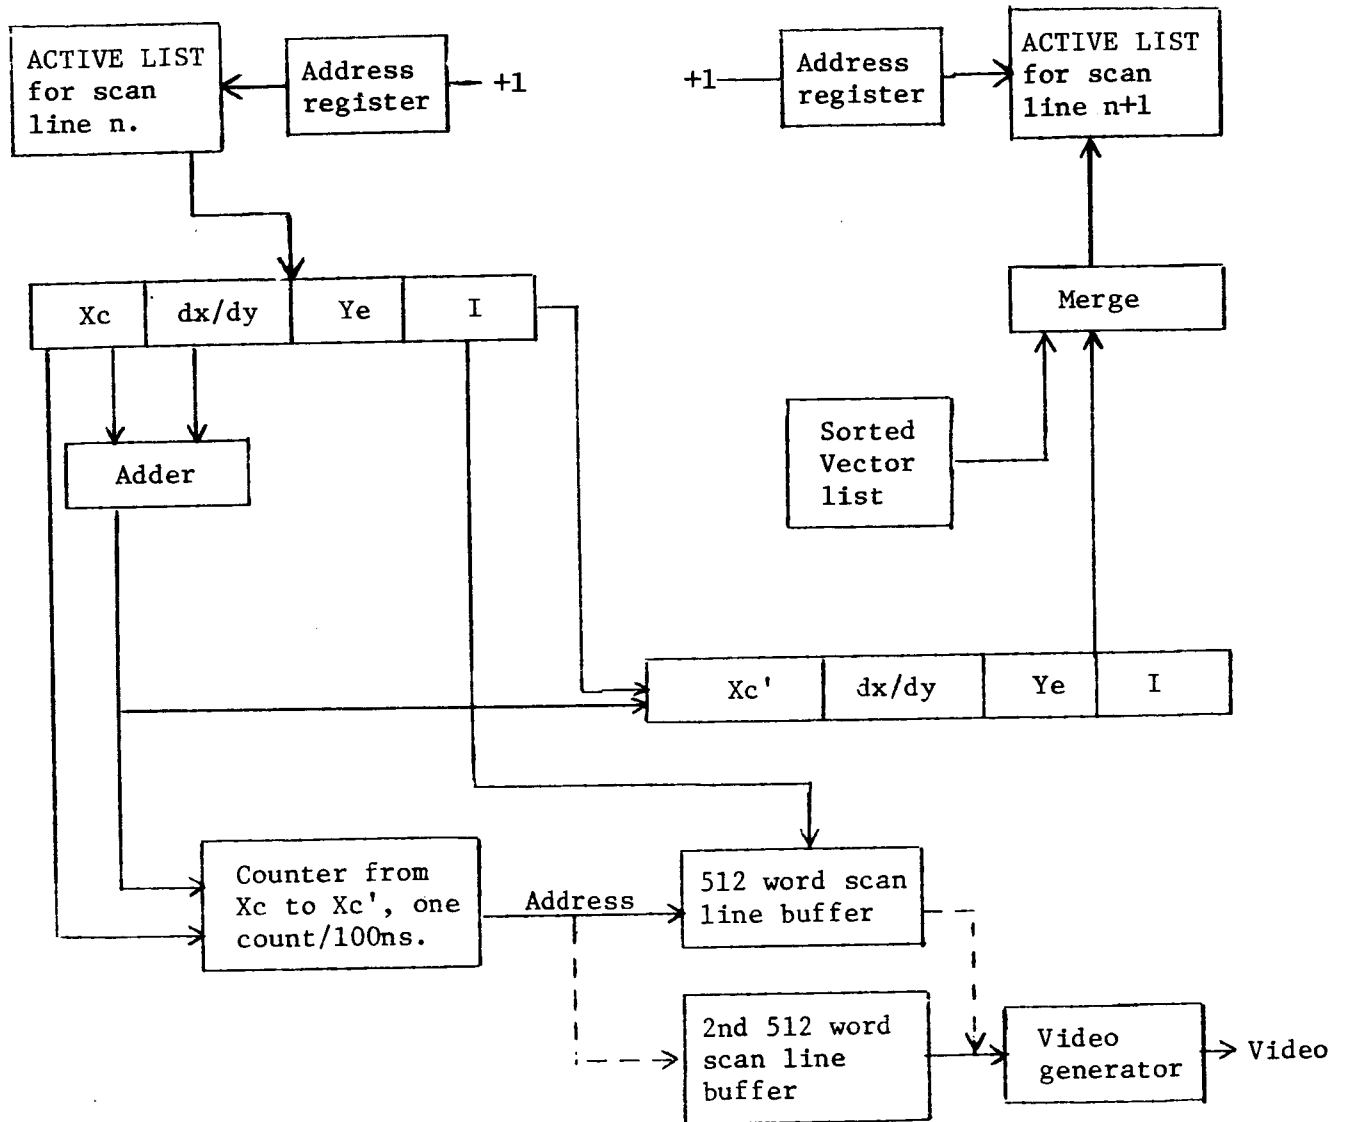 ACTIVE LIST
for scan
line n.
Address
register
+1
+1
Address
register
ACTIVE LIST
for scan
line n+1
Xc
dx/dy
Ye
I
Merge
Adder
Sorted
Vector
list
Xc'
dx/dy
Ye
I
Counter from
Xc to Xc', one
count/100ns.
Address
512 word scan
line buffer
2nd 512 word
scan line
buffer
Video
generator
Video